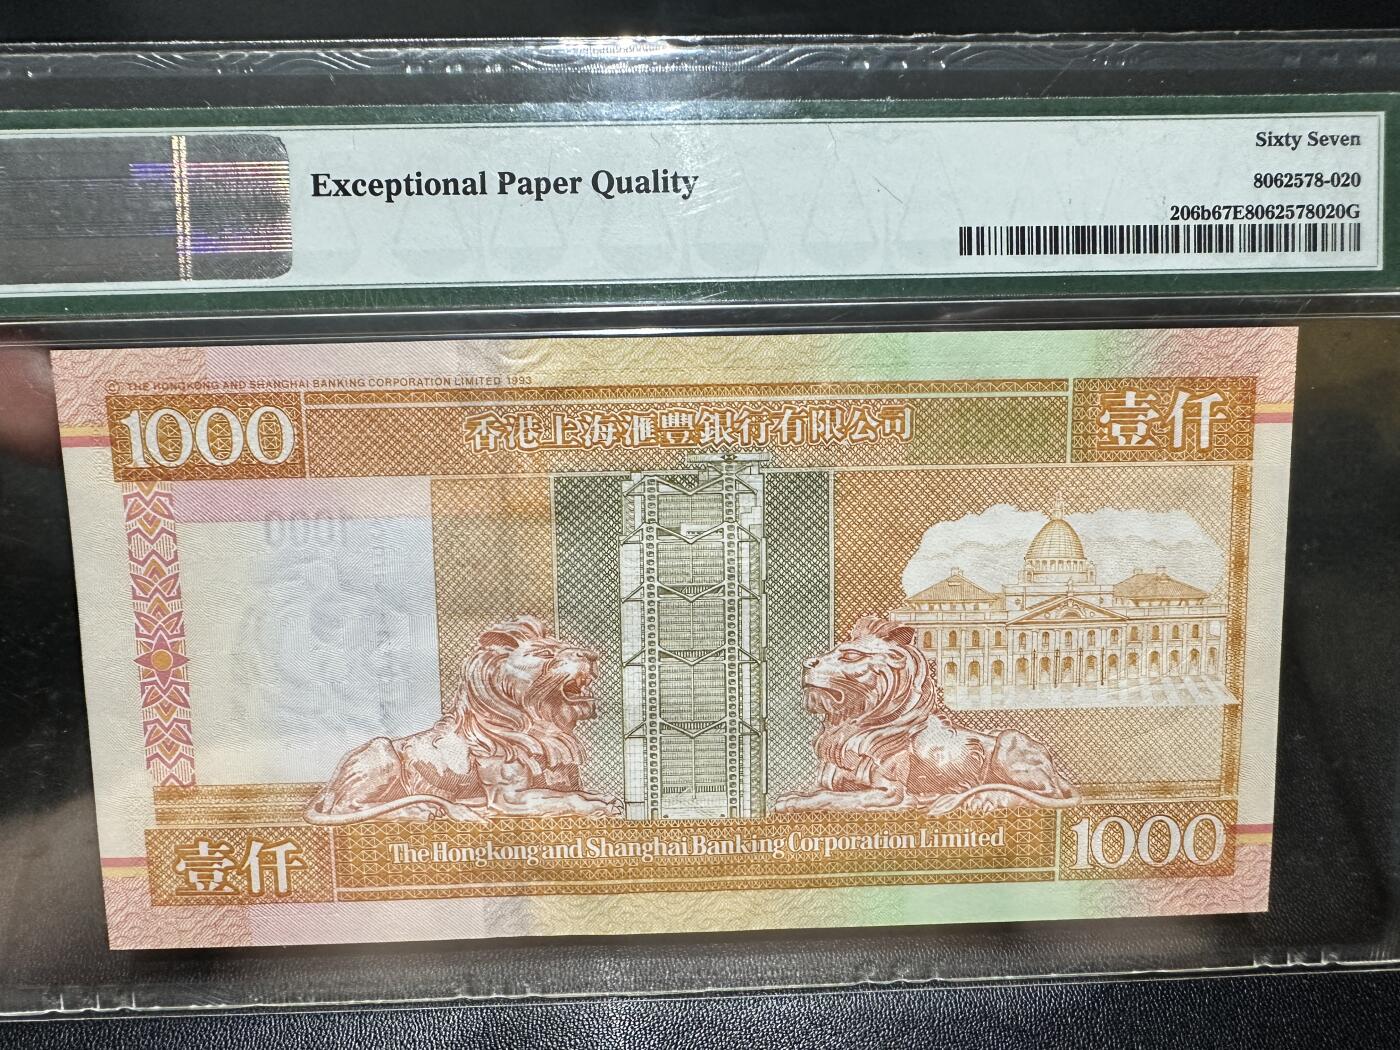 Exceptional Paper Quality
Sixty Seven
8062578-020
206b67E8062578020G
© THE HONGKONG AND SHANGHAI BANKING CORPORATION LIMITED 1993
1000
香港上海滙豐銀行有限公司
壹仟
1000
壹仟
The Hongkong and Shanghai Banking Corporation Limited
1000